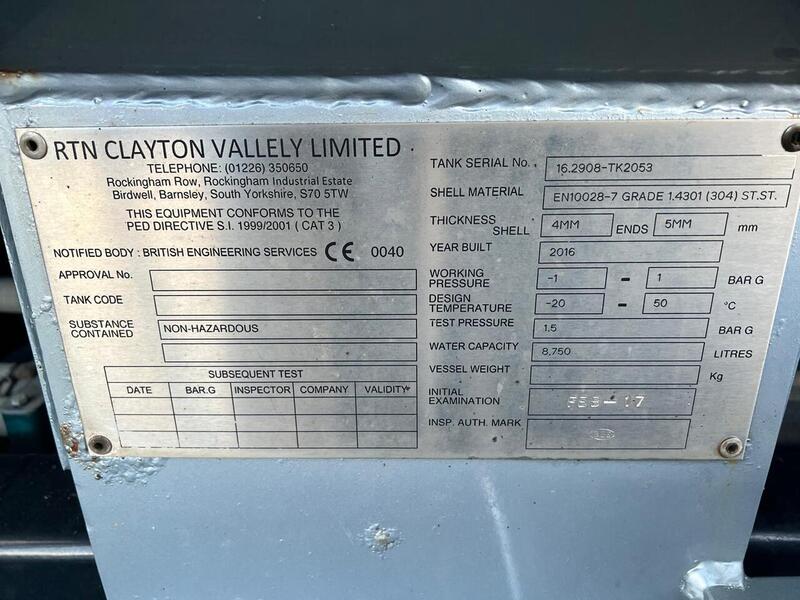 RTN CLAYTON VALLELY LIMITED
TELEPHONE: (01226) 350650
Rockingham Row, Rockingham Industrial Estate
Birdwell, Barnsley, South Yorkshire, S70 5TW
THIS EQUIPMENT CONFORMS TO THE
PED DIRECTIVE S.I. 1999/2001 ( CAT 3 )
NOTIFIED BODY : BRITISH ENGINEERING SERVICES CE 0040
APPROVAL No.
TANK CODE
SUBSTANCE CONTAINED NON-HAZARDOUS
SUBSEQUENT TEST
DATE BAR.G INSPECTOR COMPANY VALIDITY*
TANK SERIAL No. 16.2908-TK2053
SHELL MATERIAL EN10028-7 GRADE 1.4301 (304) ST.ST.
THICKNESS
SHELL 4MM ENDS 5MM mm
YEAR BUILT 2016
WORKING
PRESSURE -1 - 1 BAR G
DESIGN
TEMPERATURE -20 - 50 °C
TEST PRESSURE 1.5 BAR G
WATER CAPACITY 8,750 LITRES
VESSEL WEIGHT Kg
INITIAL
EXAMINATION FEB-17
INSP. AUTH. MARK